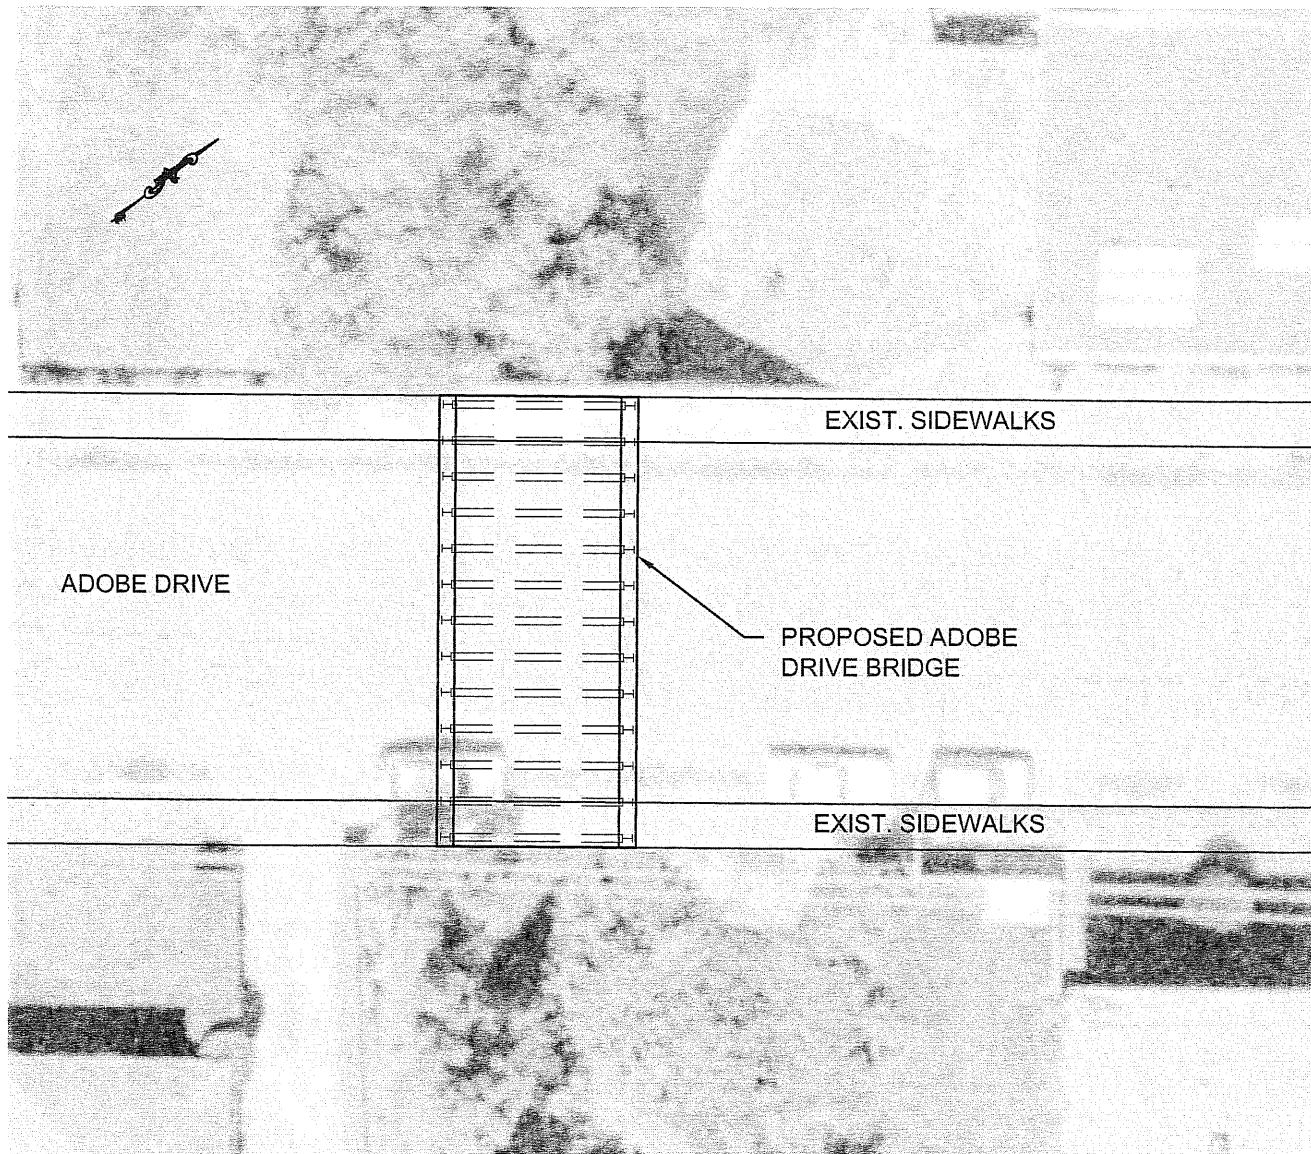 EXIST. SIDEWALKS
ADOBE DRIVE
PROPOSED ADOBE
DRIVE BRIDGE
EXIST. SIDEWALKS